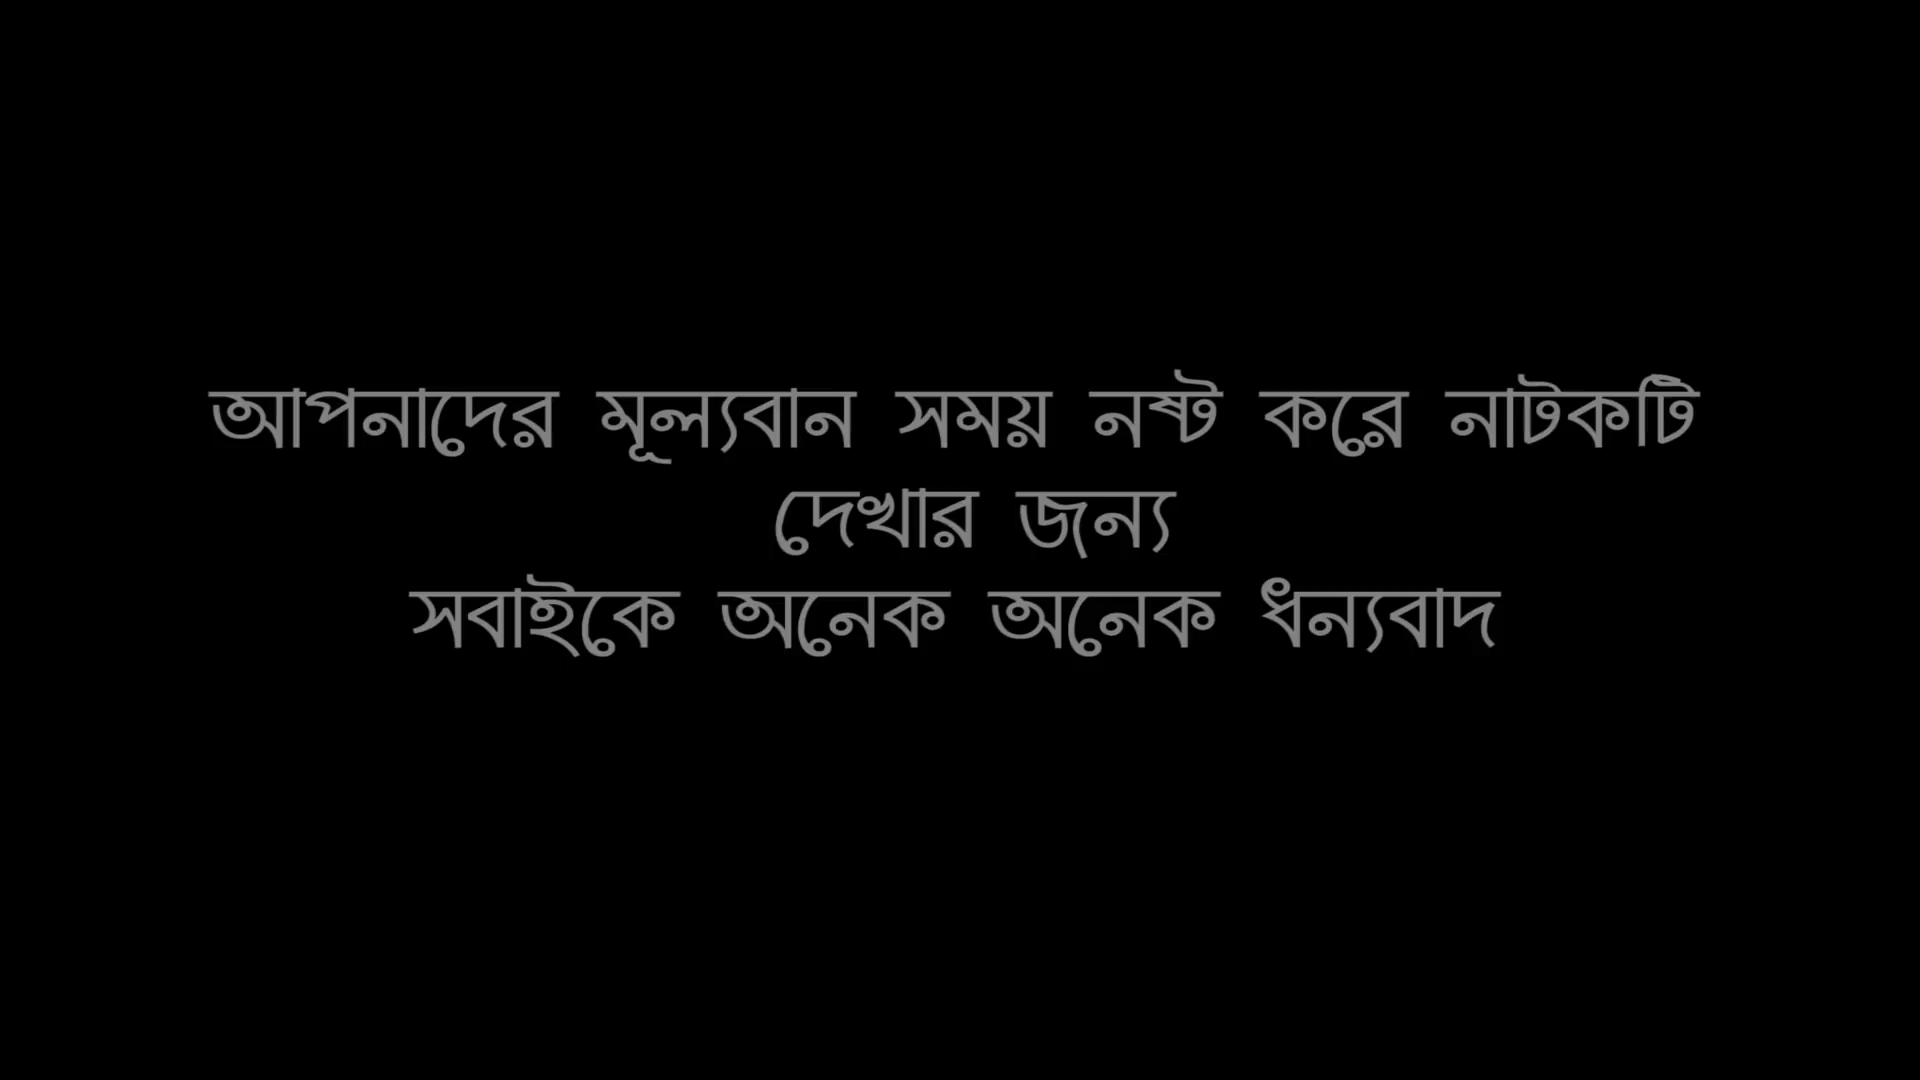 আপনাদের মূল্যবান সময় নষ্ট করে নাটকটি
দেখার জন্য
সবাইকে অনেক অনেক ধন্যবাদ